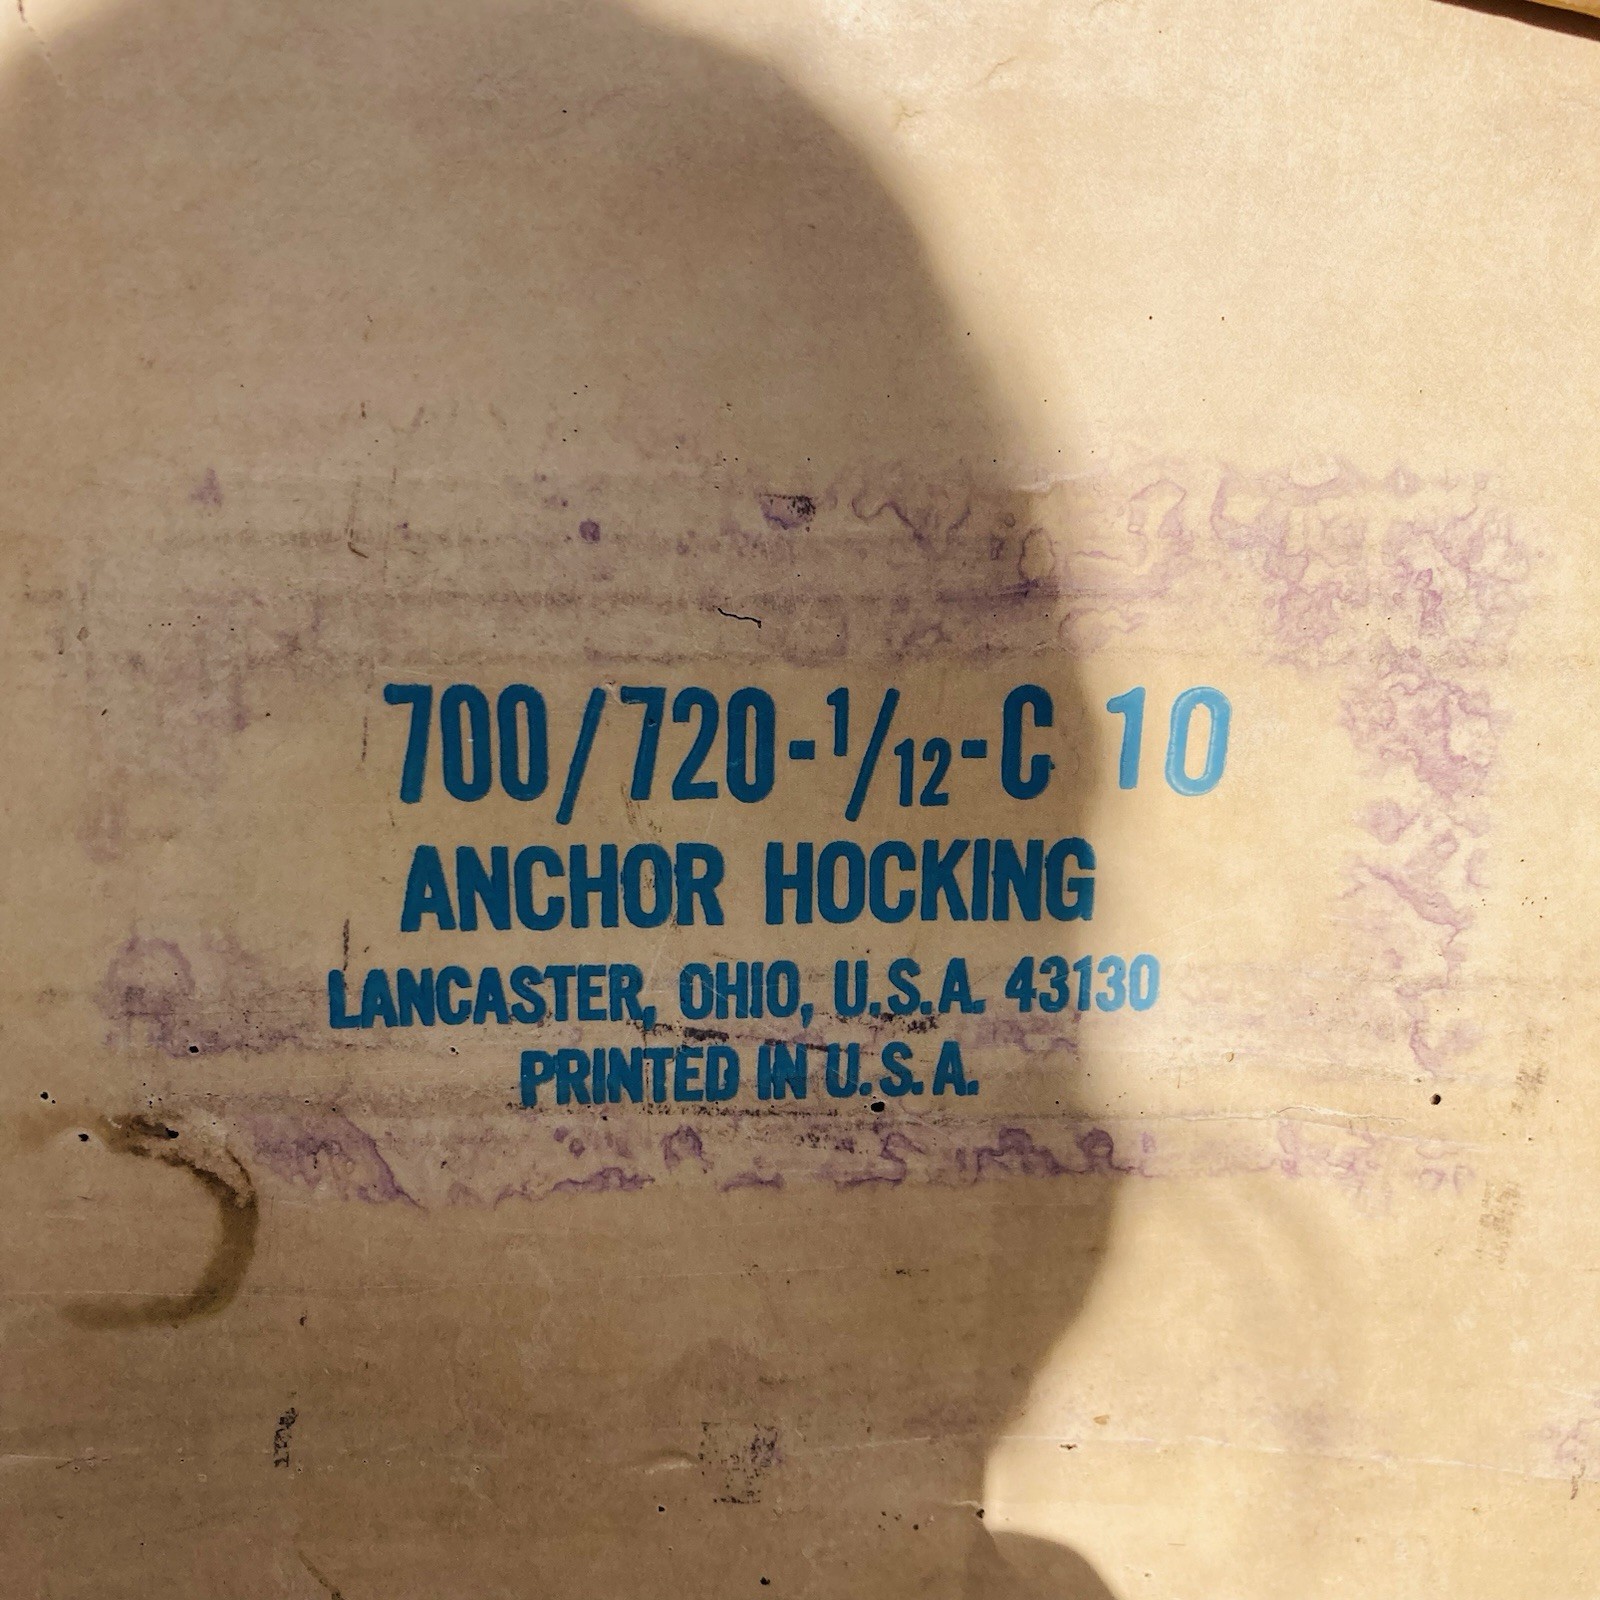 700/720-1/12-C 10
ANCHOR HOCKING
LANCASTER, OHIO, U.S.A. 43130
PRINTED IN U.S.A.